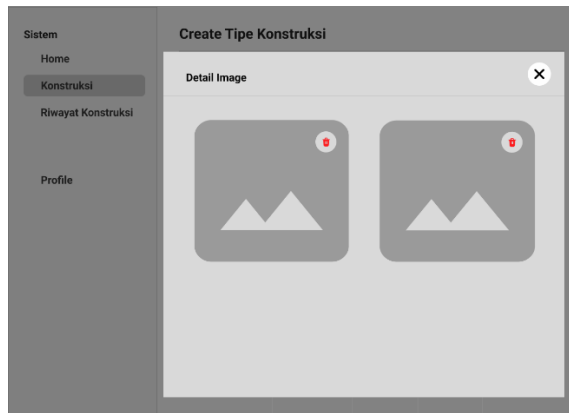 Sistem
Home
Konstruksi
Riwayat Konstruksi
Profile
Create Tipe Konstruksi
Detail Image